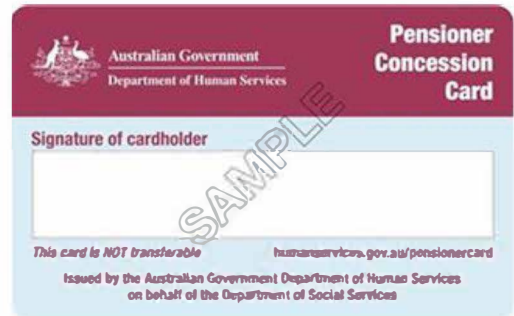 Australian Government
Department of Human Services
Pensioner
Concession
Card
Signature of cardholder
SAMPLE
This card is NOT transferable
humanservices.gov.au/pensionercard
Issued by the Australian Government Department of Human Services
on behalf of the Department of Social Services